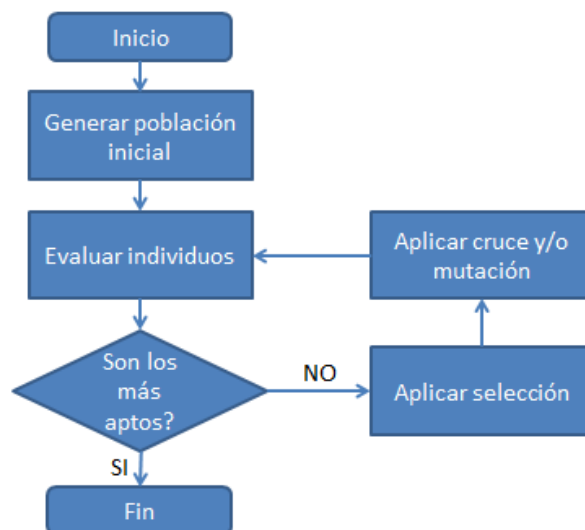 Inicio
Generar población
inicial
Evaluar individuos
Aplicar cruce y/o
mutación
Son los
más
aptos?
NO
Aplicar selección
SI
Fin